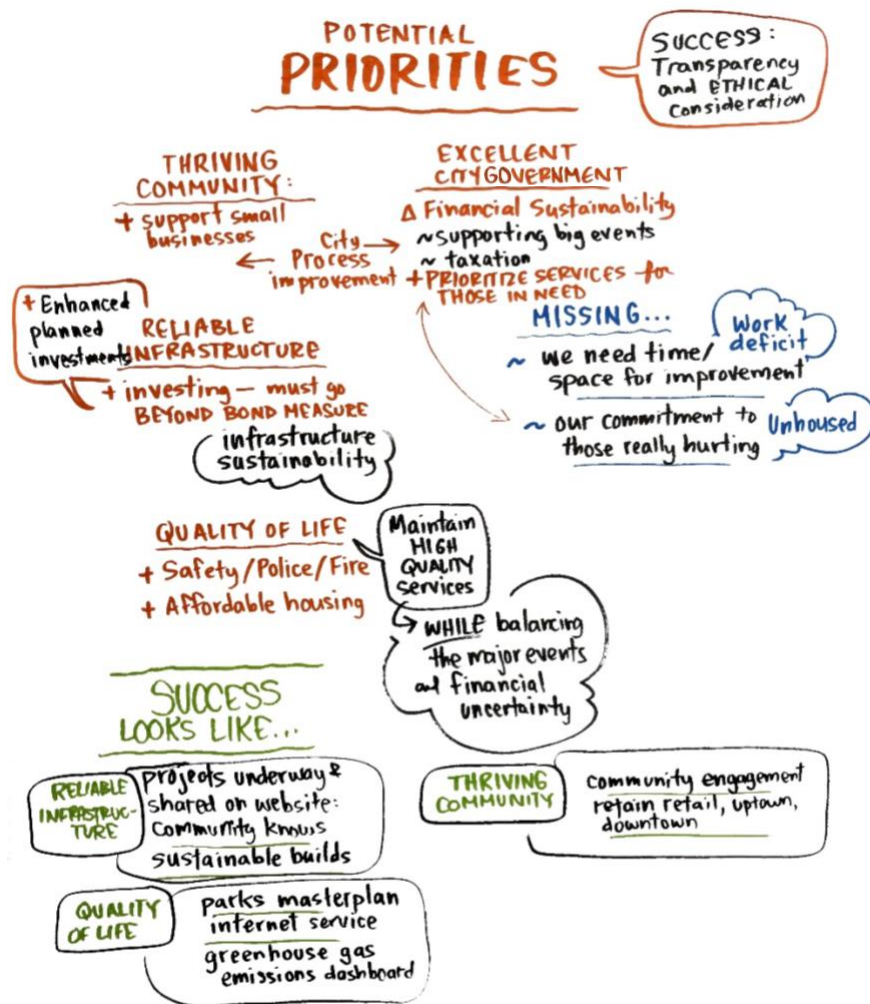 POTENTIAL
PRIORITIES
SUCCESS:
Transparency
and ETHICAL
Consideration
THRIVING
COMMUNITY:
+ support small
businesses
City
Process
improvement
EXCELLENT
CITY GOVERNMENT
Δ Financial Sustainability
~supporting big events
~ taxation
+ PRIORITIZE SERVICES for
THOSE IN NEED
+ Enhanced
planned
investments
RELIABLE
INFRASTRUCTURE
+ investing — must go
BEYOND BOND MEASURE
infrastructure
sustainability
MISSING...
~ we need time/
space for improvement
Work
deficit
~ our commitment to
those really hurting
Unhoused
QUALITY OF LIFE
+ Safety/Police/Fire
+ Affordable housing
Maintain
HIGH
QUALITY
Services
WHILE balancing
the major events
and financial
uncertainty
SUCCESS
LOOKS LIKE...
RELIABLE
INFRASTRUC-
TURE
projects underway &
shared on website:
community knows
sustainable builds
THRIVING
COMMUNITY
community engagement
retain retail, uptown,
downtown
QUALITY
OF LIFE
parks masterplan
internet service
greenhouse gas
emissions dashboard